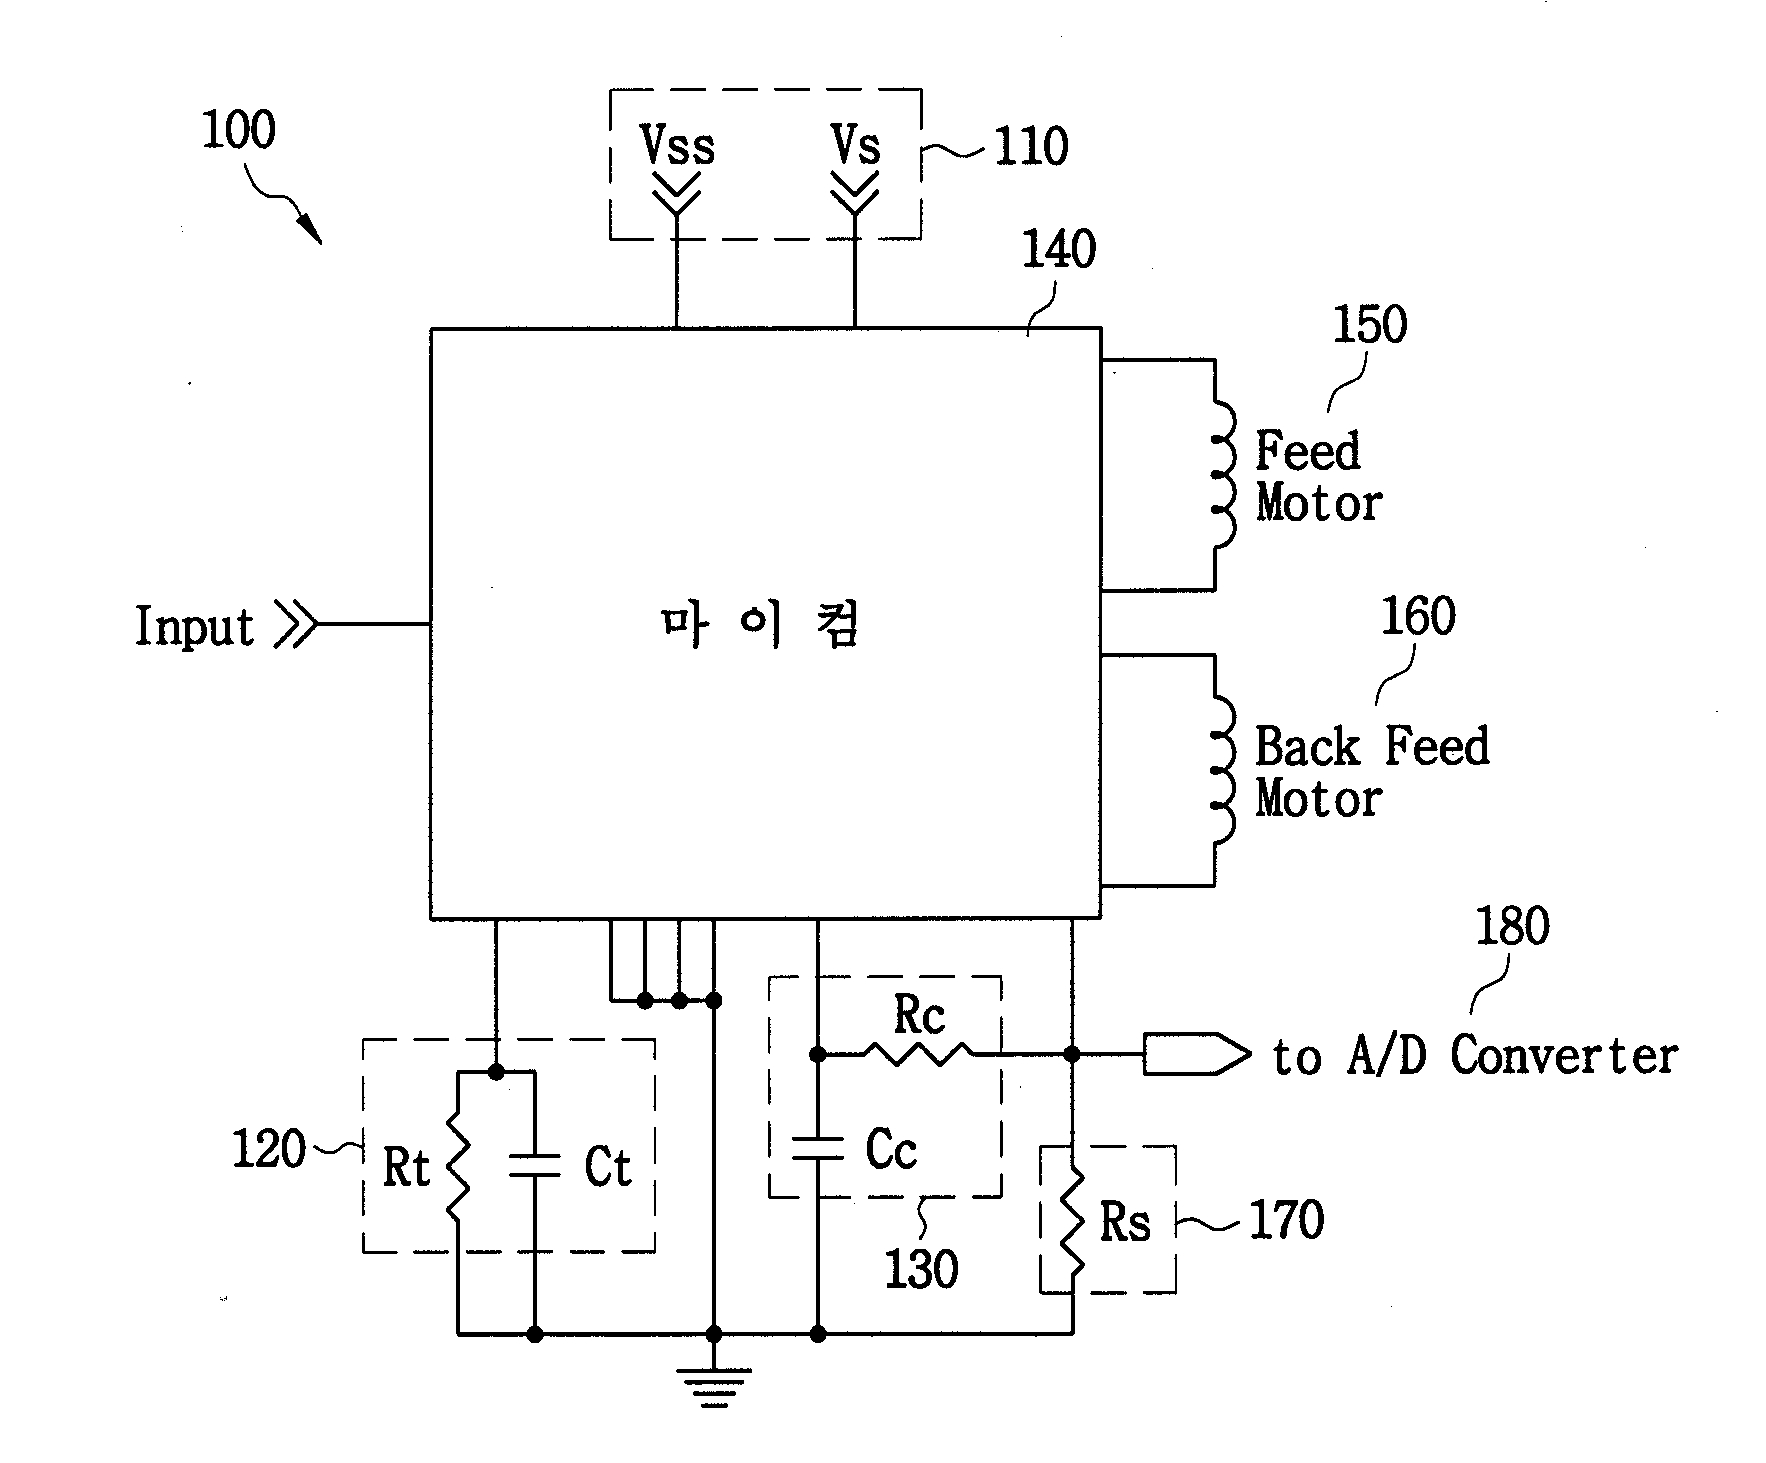 100
Vss
Vs
110
140
150
Feed
Motor
Input
마 이 컴
160
Back Feed
Motor
180
Rc
to A/D Converter
120
Rt
Ct
Cc
Rs
170
130